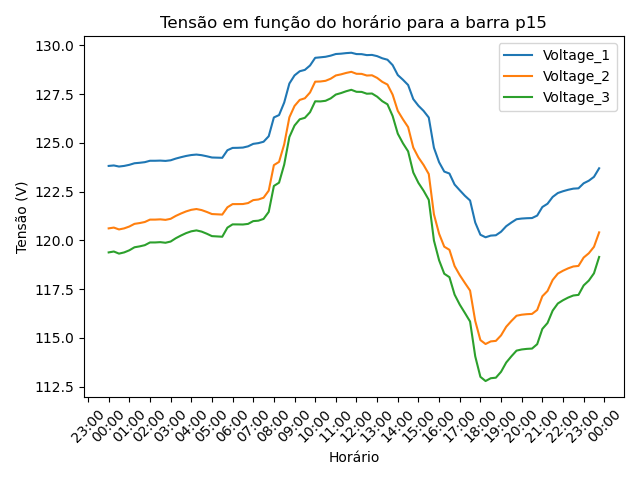 Tensão em função do horário para a barra p15
Voltage_1
Voltage_2
Voltage_3
Tensão (V)
130.0
127.5
125.0
122.5
120.0
117.5
115.0
112.5
23:00 00:00 01:00 02:00 03:00 04:00 05:00 06:00 07:00 08:00 09:00 10:00 11:00 12:00 13:00 14:00 15:00 16:00 17:00 18:00 19:00 20:00 21:00 22:00 23:00 00:00
Horário